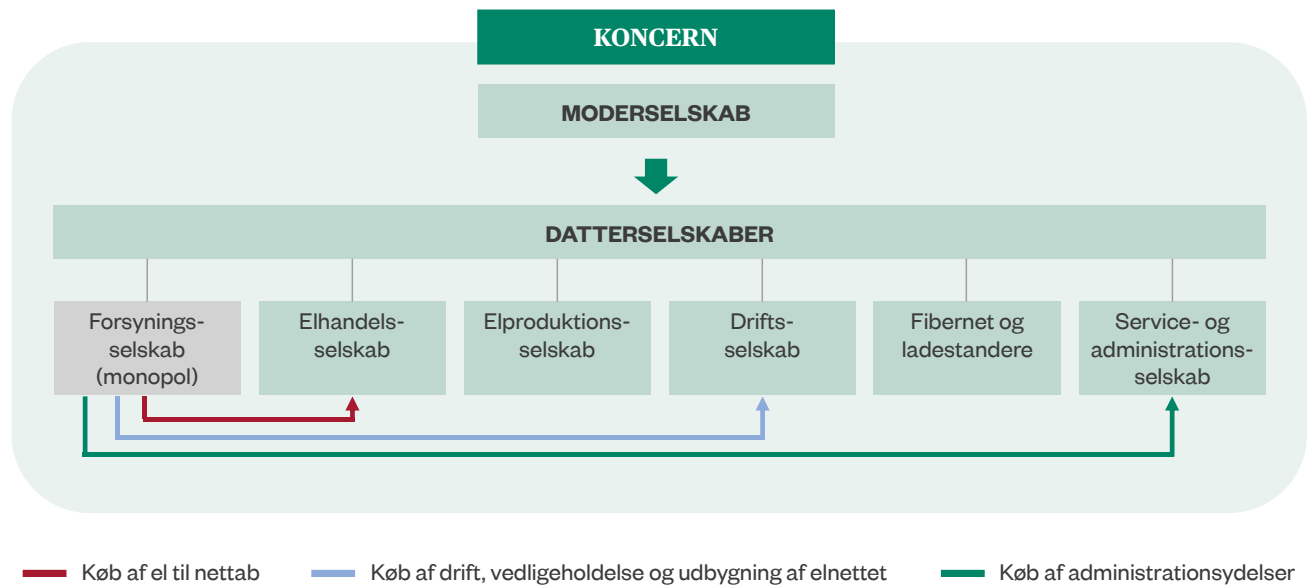 KONCERN
MODERSELSKAB
DATTERSELSKABER
Forsynings-
selskab
(monopol)
Elhandels-
selskab
Elproduktions-
selskab
Drifts-
selskab
Fibernet og
ladestandere
Service- og
administrations-
selskab
Køb af el til nettab
Køb af drift, vedligeholdelse og udbygning af elnettet
Køb af administrationsydelser